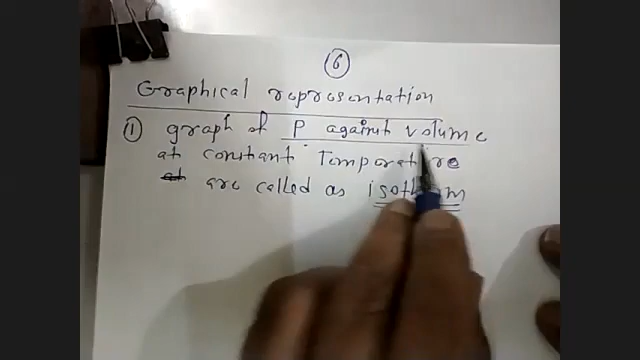 6
Graphical representation
1 graph of P against volume
at constant Temperature
are called as isotherm